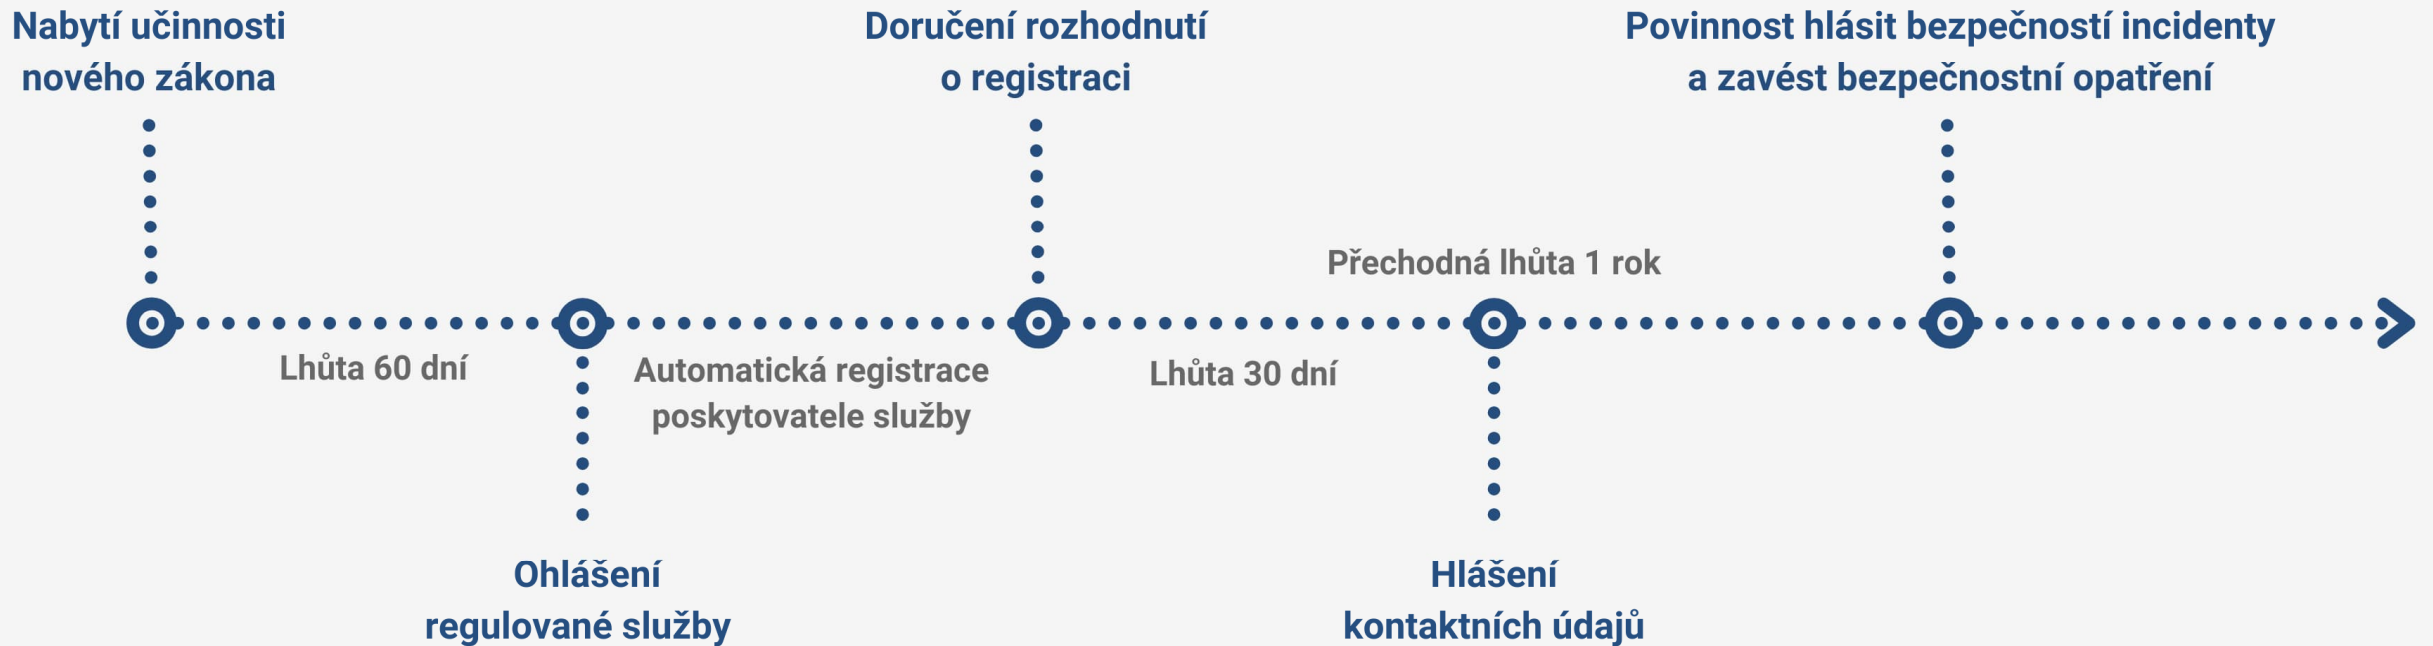 Nabytí učinnosti
nového zákona
Doručení rozhodnutí
o registraci
Povinnost hlásit bezpečností incidenty
a zavést bezpečnostní opatření
Přechodná lhůta 1 rok
Lhůta 60 dní
Automatická registrace
poskytovatele služby
Lhůta 30 dní
Ohlášení
regulované služby
Hlášení
kontaktních údajů